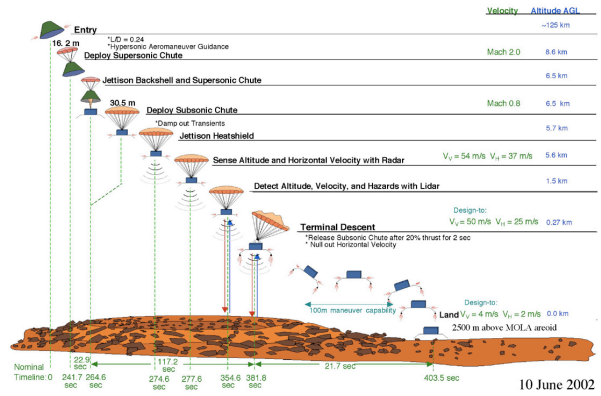 Velocity Altitude AGL
Entry ~125 km
*L/D = 0.24
*Hypersonic Aeromaneuver Guidance
16. 2 m
Deploy Supersonic Chute Mach 2.0 8.6 km
Jettison Backshell and Supersonic Chute 6.5 km
30.5 m
Deploy Subsonic Chute Mach 0.8 6.5 km
*Damp out Transients
Jettison Heatshield 5.7 km
Sense Altitude and Horizontal Velocity with Radar VV = 54 m/s VH = 37 m/s 5.6 km
Detect Altitude, Velocity, and Hazards with Lidar 1.5 km
Design-to:
Terminal Descent VV = 50 m/s VH = 25 m/s 0.27 km
*Release Subsonic Chute after 20% thrust for 2 sec
* Null out Horizontal Velocity
100m maneuver capability
Design-to:
Land VV = 4 m/s VH = 2 m/s 0.0 km
2500 m above MOLA areoid
22.9 sec 117.2 sec 21.7 sec
Nominal
Timeline: 0 241.7 sec 264.6 sec 274.6 sec 277.6 sec 354.6 sec 381.8 sec 403.5 sec
10 June 2002